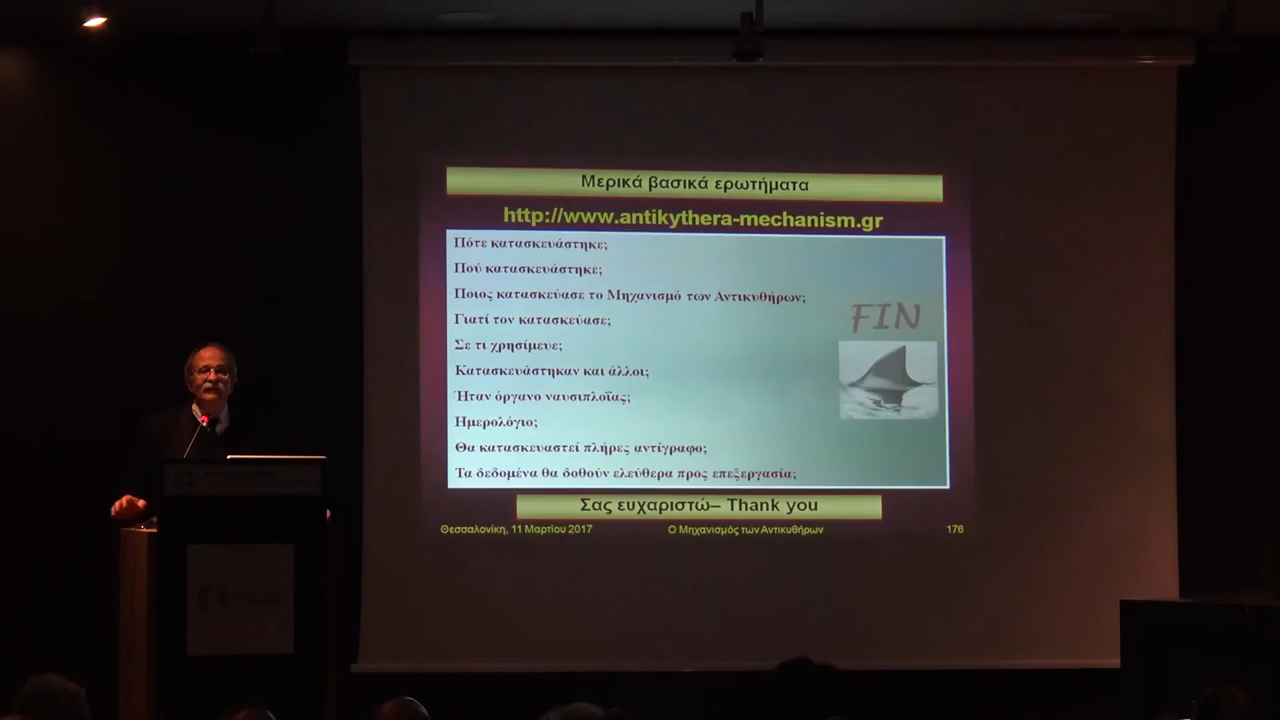 Μερικά βασικά ερωτήματα
http://www.antikythera-mechanism.gr
Πότε κατασκευάστηκε;
Πού κατασκευάστηκε;
Ποιος κατασκεύασε το Μηχανισμό των Αντικυθήρων;
Γιατί τον κατασκεύασε;
Σε τι χρησίμευε;
Κατασκευάστηκαν και άλλοι;
Ήταν όργανο ναυσιπλοΐας;
Ημερολόγιο;
Θα κατασκευαστεί πλήρες αντίγραφο;
Τα δεδομένα θα δοθούν ελεύθερα προς επεξεργασία;
FIN
Σας ευχαριστώ– Thank you
Θεσσαλονίκη, 11 Μαρτίου 2017 Ο Μηχανισμός των Αντικυθήρων 176